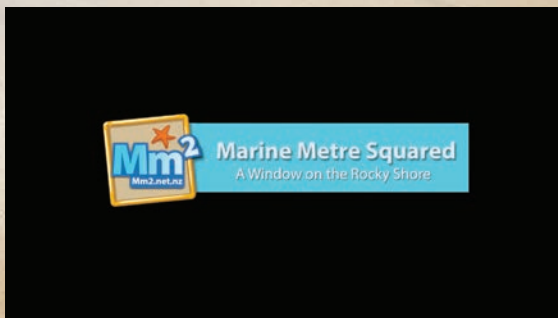 Mm2
Mm2.net.nz
Marine Metre Squared
A Window on the Rocky Shore